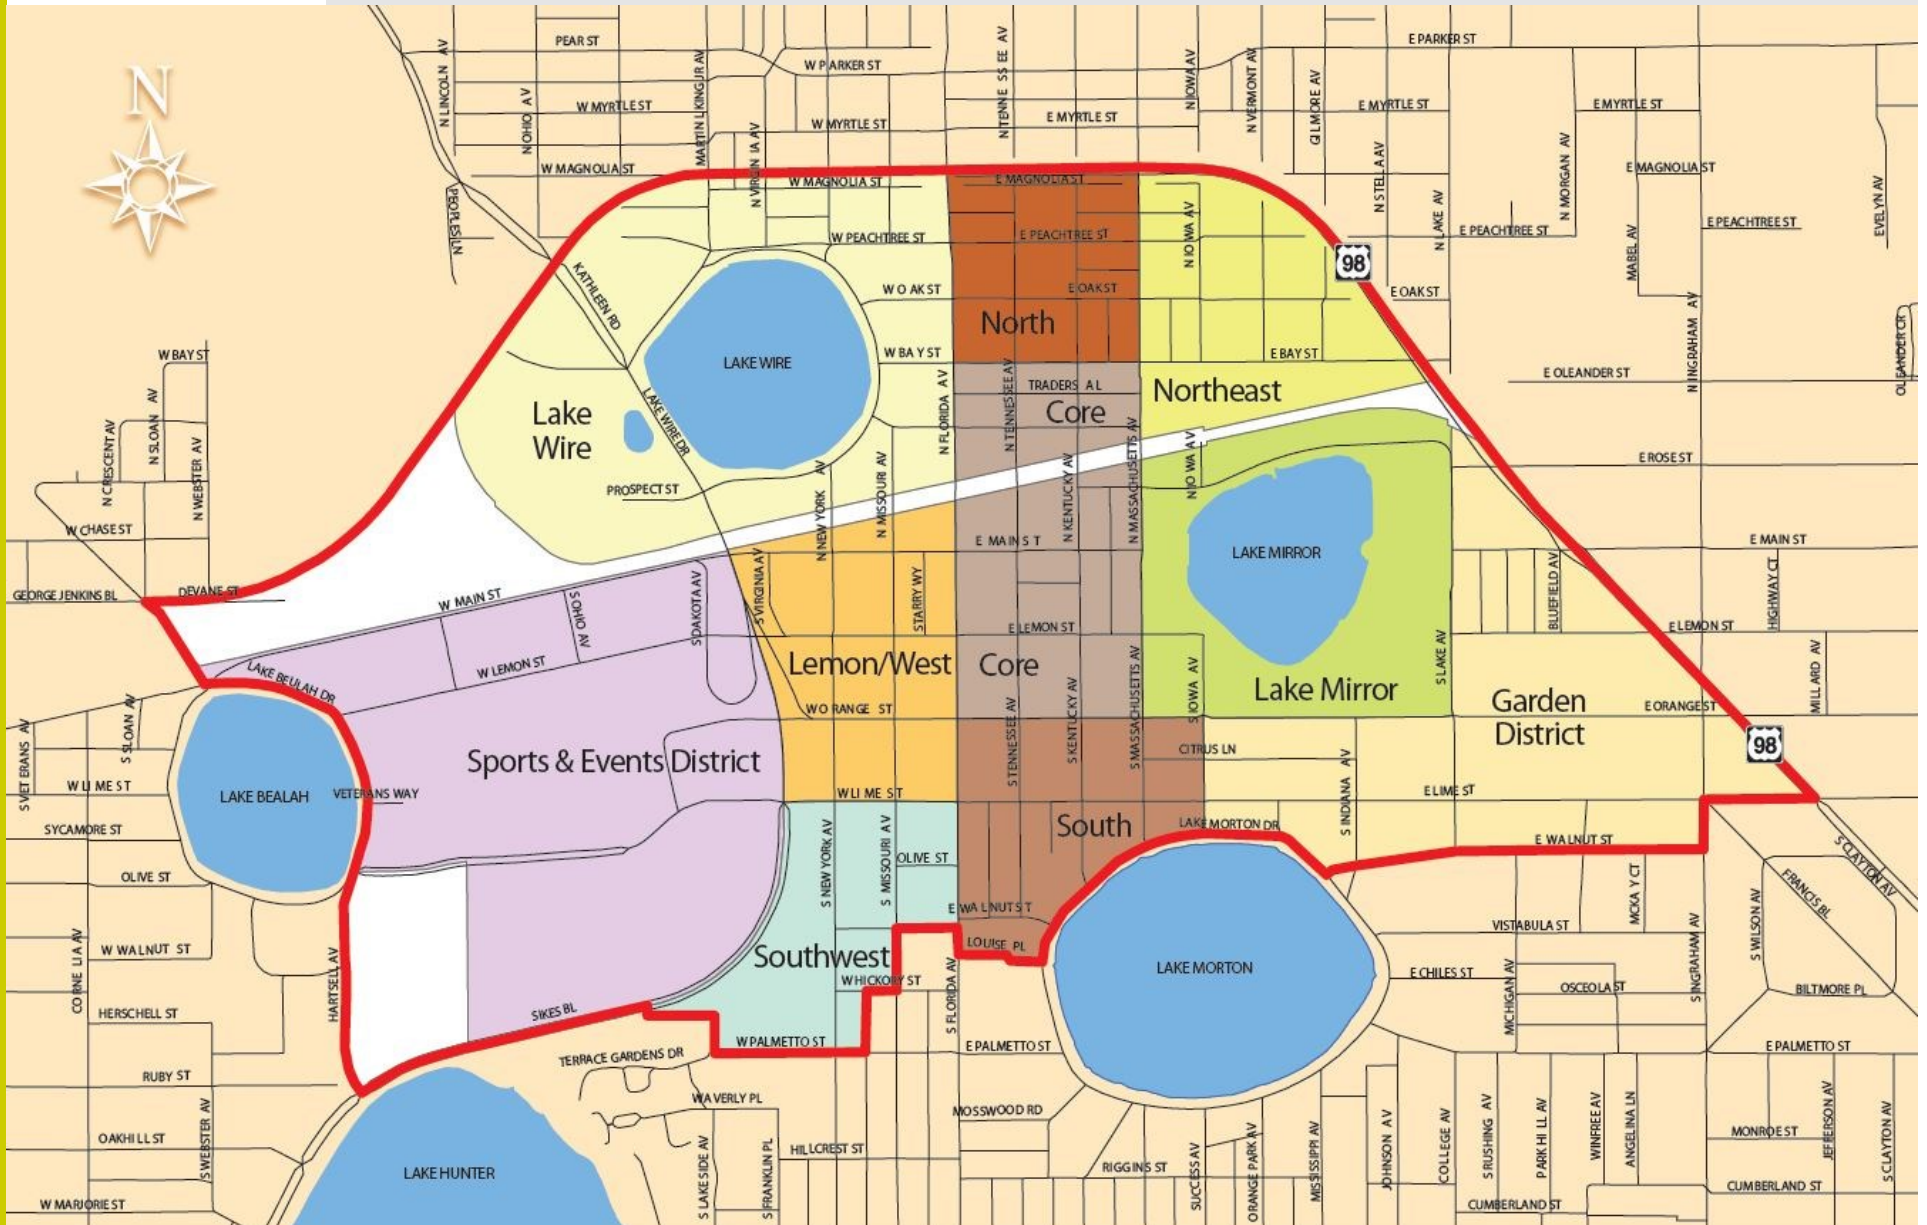 N
PEAR ST
E PARKER ST
W PARKER ST
N LINCOLN AV
N OHIO AV
MARTIN L KING JR AV
N VIRGINIA AV
N TENNESSEE AV
N IOWA AV
N VERMONT AV
GILMORE AV
W MYRTLE ST
W MYRTLE ST
E MYRTLE ST
E MYRTLE ST
E MYRTLE ST
W MAGNOLIA ST
W MAGNOLIA ST
E MAGNOLIA ST
E MAGNOLIA ST
N STELLA AV
N LAKE AV
N MORGAN AV
MABEL AV
EVELYN AV
PEOPLES LN
W PEACHTREE ST
E PEACHTREE ST
E PEACHTREE ST
E PEACHTREE ST
N IOWA AV
98
KATHLEEN RD
W OAK ST
E OAK ST
E OAK ST
North
N INGRAHAM AV
OLEANDER CR
LAKE WIRE
W BAY ST
W BAY ST
E BAY ST
E OLEANDER ST
N FLORIDA AV
N TENNESSEE AV
TRADERS AL
Core
Northeast
Lake
Wire
LAKE WIRE DR
N CRESCENT AV
N SLOAN AV
N WEBSTER AV
PROSPECT ST
N NEW YORK AV
N MISSOURI AV
N KENTUCKY AV
N MASSACHUSETTS AV
N IOWA AV
E ROSE ST
W CHASE ST
E MAIN ST
E MAIN ST
LAKE MIRROR
GEORGE JENKINS BL
DEVANE ST
W MAIN ST
S OHIO AV
S DAKOTA AV
S VIRGINIA AV
STARRY WY
BLUEFIELD AV
HIGHWAY CT
E LEMON ST
E LEMON ST
LAKE BEULAH DR
W LEMON ST
Lemon/West
Core
Lake Mirror
S MASSACHUSETTS AV
S IOWA AV
S LAKE AV
MILLARD AV
Garden
District
W ORANGE ST
E ORANGE ST
S SLOAN AV
S VETERANS AV
S TENNESSEE AV
S KENTUCKY AV
CITRUS LN
98
Sports & Events District
W LIME ST
LAKE BEALAH
VETERANS WAY
W LIME ST
E LIME ST
S INDIANA AV
SYCAMORE ST
South
LAKE MORTON DR
E WALNUT ST
S CLAYTON AV
OLIVE ST
S NEW YORK AV
S MISSOURI AV
OLIVE ST
MCKAY CT
FRANCIS BL
S WILSON AV
E WALNUT ST
VISTABULA ST
W WALNUT ST
CORNELIA AV
HARTSELL AV
Southwest
LOUISE PL
LAKE MORTON
W HICKORY ST
E CHILES ST
OSCEOLA ST
MICHIGAN AV
S INGRAHAM AV
BILTMORE PL
HERSCHELL ST
SIKES BL
S FLORIDA AV
W PALMETTO ST
E PALMETTO ST
E PALMETTO ST
TERRACE GARDENS DR
RUBY ST
WAVERLY PL
MOSSWOOD RD
OAKHILL ST
S WEBSTER AV
LAKE HUNTER
S LAKESIDE AV
S FRANKLIN PL
HILLCREST ST
RIGGINS ST
SUCCESS AV
ORANGE PARK AV
MISSISSIPPI AV
JOHNSON AV
COLLEGE AV
S RUSHING AV
PARKHILL AV
WINFREE AV
ANGELINA LN
MONROE ST
JEFFERSON AV
S CLAYTON AV
W MARJORIE ST
CUMBERLAND ST
CUMBERLAND ST